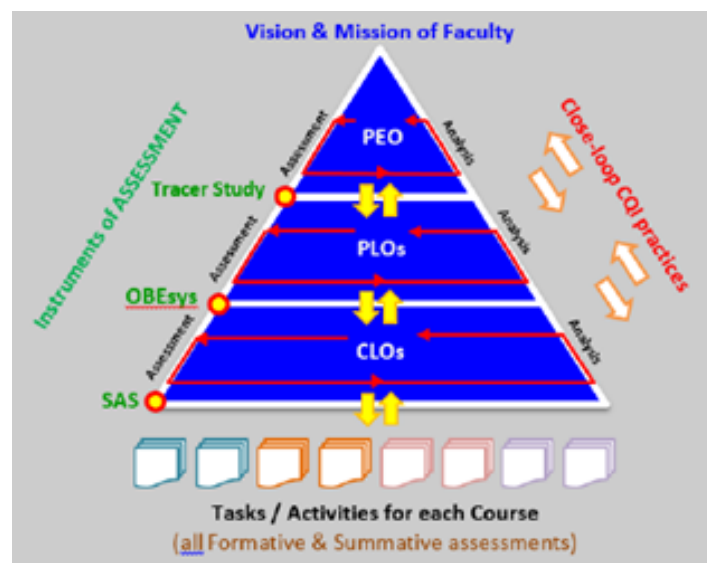 Vision & Mission of Faculty
Instruments of ASSESSMENT
Close-loop CQI practices
Assessment
PEO
Analysis
Tracer Study
Assessment
PLOs
Analysis
OBEsys
Assessment
CLOs
Analysis
SAS
Tasks / Activities for each Course
(all Formative & Summative assessments)